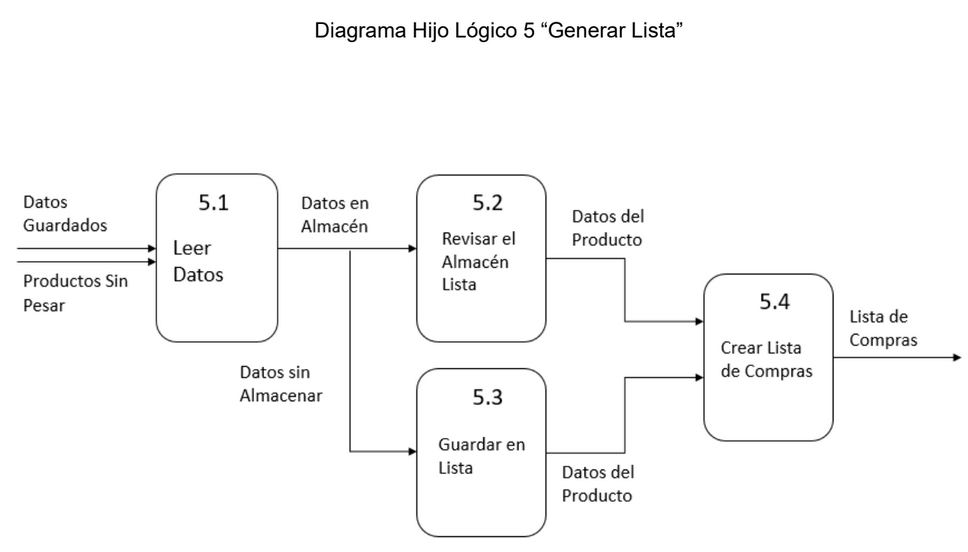 Diagrama Hijo Lógico 5 “Generar Lista”
Datos
Guardados
Productos Sin
Pesar
5.1
Leer
Datos
Datos en
Almacén
Datos sin
Almacenar
5.2
Revisar el
Almacén
Lista
5.3
Guardar en
Lista
Datos del
Producto
Datos del
Producto
5.4
Crear Lista
de Compras
Lista de
Compras